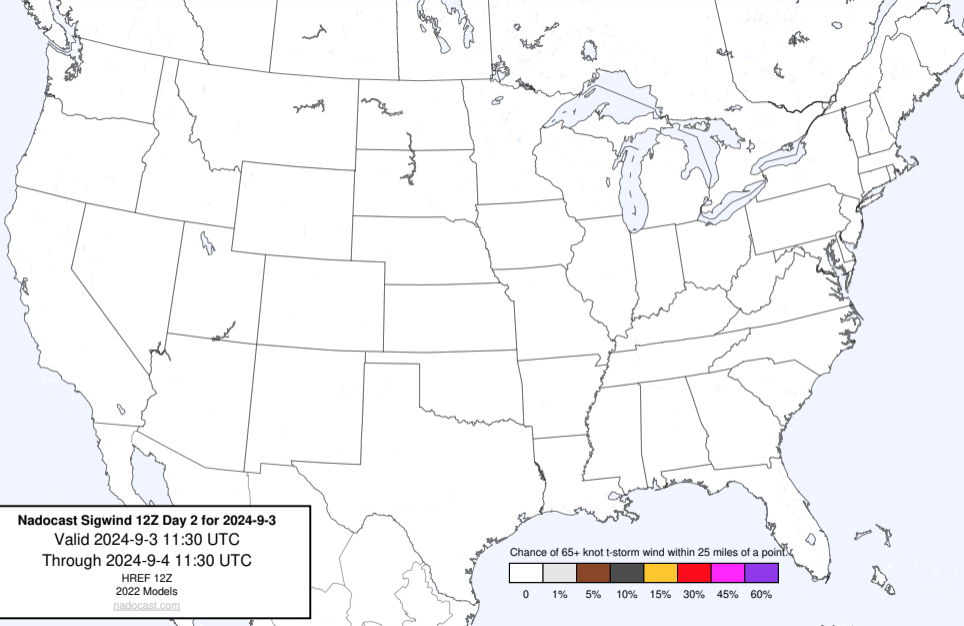 Nadocast Sigwind 12Z Day 2 for 2024-9-3
Valid 2024-9-3 11:30 UTC
Through 2024-9-4 11:30 UTC
HREF 12Z
2022 Models
nadocast.com
Chance of 65+ knot t-storm wind within 25 miles of a point.
0 1% 5% 10% 15% 30% 45% 60%